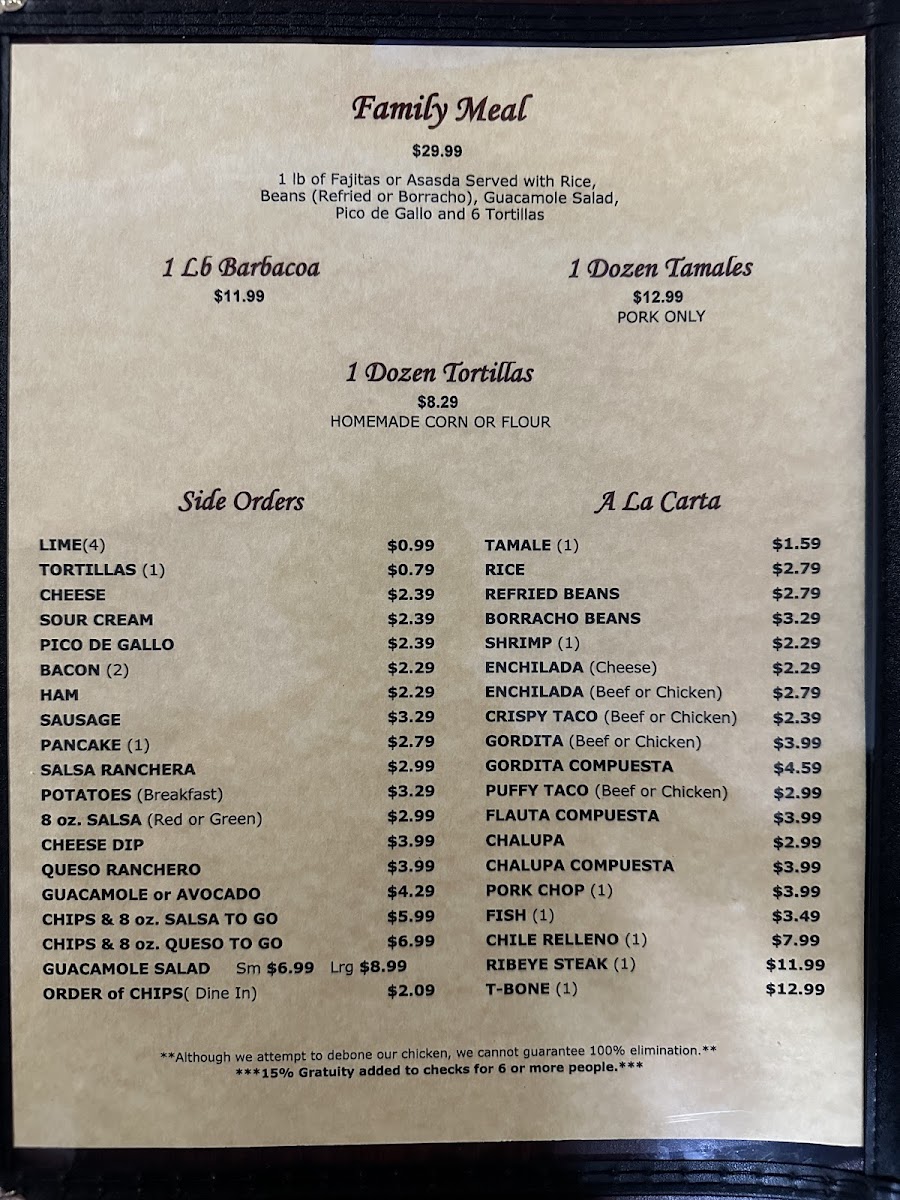 Family Meal
$29.99
1 lb of Fajitas or Asasda Served with Rice,
Beans (Refried or Borracho), Guacamole Salad,
Pico de Gallo and 6 Tortillas
1 Lb Barbacoa
$11.99
1 Dozen Tamales
$12.99
PORK ONLY
1 Dozen Tortillas
$8.29
HOMEMADE CORN OR FLOUR
Side Orders
LIME(4) $0.99
TORTILLAS (1) $0.79
CHEESE $2.39
SOUR CREAM $2.39
PICO DE GALLO $2.39
BACON (2) $2.29
HAM $2.29
SAUSAGE $3.29
PANCAKE (1) $2.79
SALSA RANCHERA $2.99
POTATOES (Breakfast) $3.29
8 oz. SALSA (Red or Green) $2.99
CHEESE DIP $3.99
QUESO RANCHERO $3.99
GUACAMOLE or AVOCADO $4.29
CHIPS & 8 oz. SALSA TO GO $5.99
CHIPS & 8 oz. QUESO TO GO $6.99
GUACAMOLE SALAD Sm $6.99 Lrg $8.99
ORDER of CHIPS( Dine In) $2.09
A La Carta
TAMALE (1) $1.59
RICE $2.79
REFRIED BEANS $2.79
BORRACHO BEANS $3.29
SHRIMP (1) $2.29
ENCHILADA (Cheese) $2.29
ENCHILADA (Beef or Chicken) $2.79
CRISPY TACO (Beef or Chicken) $2.39
GORDITA (Beef or Chicken) $3.99
GORDITA COMPUESTA $4.59
PUFFY TACO (Beef or Chicken) $2.99
FLAUTA COMPUESTA $3.99
CHALUPA $2.99
CHALUPA COMPUESTA $3.99
PORK CHOP (1) $3.99
FISH (1) $3.49
CHILE RELLENO (1) $7.99
RIBEYE STEAK (1) $11.99
T-BONE (1) $12.99
**Although we attempt to debone our chicken, we cannot guarantee 100% elimination.**
***15% Gratuity added to checks for 6 or more people.***